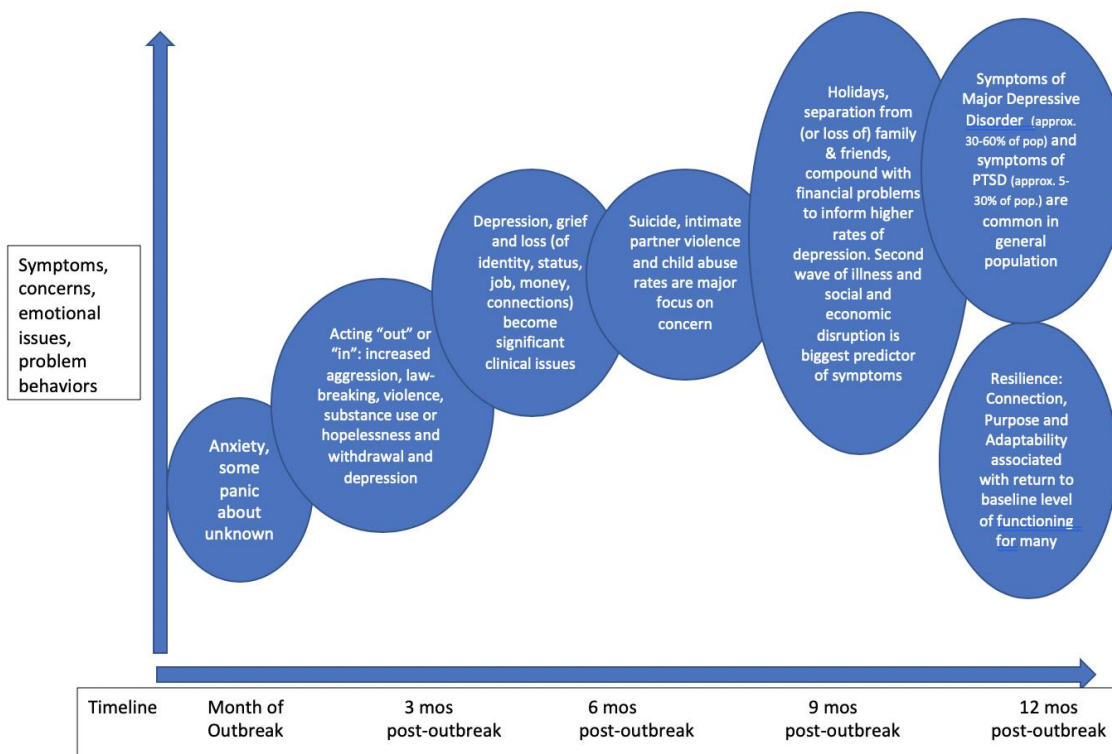 Symptoms,
concerns,
emotional
issues,
problem
behaviors
Anxiety,
some
panic
about
unknown
Acting “out” or
“in”: increased
aggression, law-
breaking, violence,
substance use or
hopelessness and
withdrawal and
depression
Depression, grief
and loss (of
identity, status,
job, money,
connections)
become
significant
clinical issues
Suicide, intimate
partner violence
and child abuse
rates are major
focus on
concern
Holidays,
separation from
(or loss of) family
& friends,
compound with
financial problems
to inform higher
rates of
depression. Second
wave of illness and
social and
economic
disruption is
biggest predictor
of symptoms
Symptoms of
Major Depressive
Disorder (approx.
30-60% of pop) and
symptoms of
PTSD (approx. 5-
30% of pop.) are
common in
general
population
Resilience:
Connection,
Purpose and
Adaptability
associated
with return to
baseline level
of functioning
for many
Timeline
Month of
Outbreak
3 mos
post-outbreak
6 mos
post-outbreak
9 mos
post-outbreak
12 mos
post-outbreak